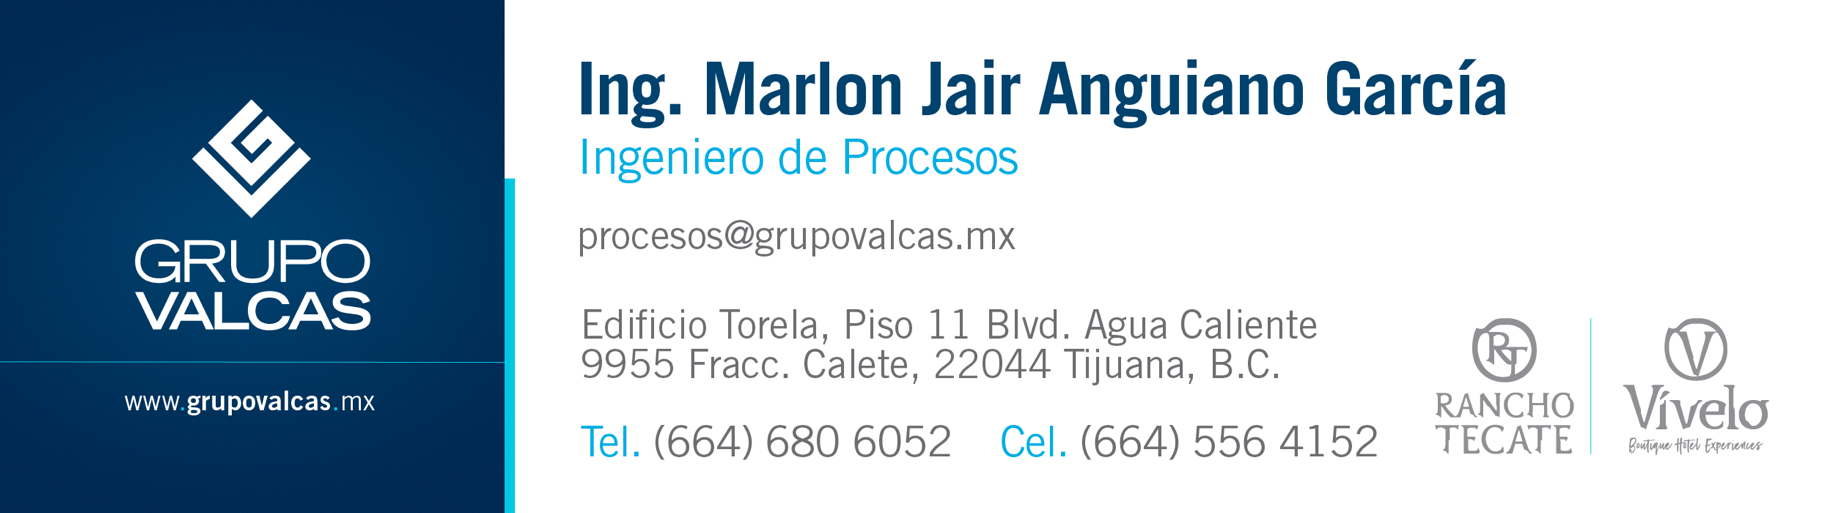 GRUPO
VALCAS
www.grupovalcas.mx
Ing. Marlon Jair Anguiano García
Ingeniero de Procesos
procesos@grupovalcas.mx
Edificio Torela, Piso 11 Blvd. Agua Caliente
9955 Fracc. Calete, 22044 Tijuana, B.C.
Tel. (664) 680 6052 Cel. (664) 556 4152
RT
RANCHO
TECATE
V
Vívelo
Boutique Hotel Experiences